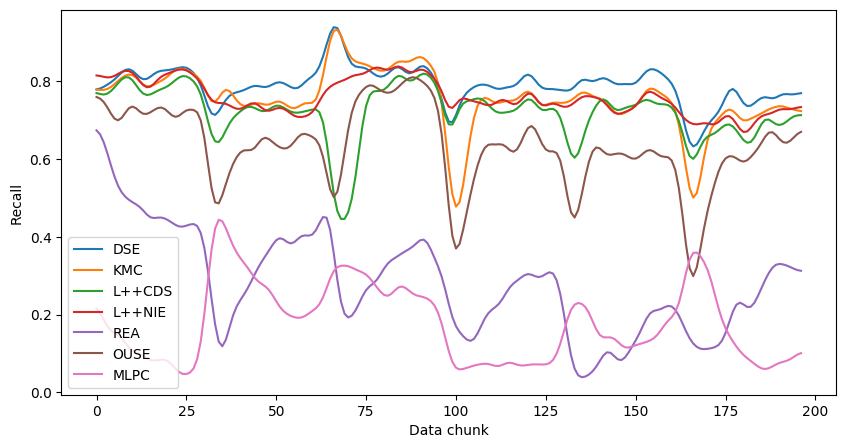 Recall
0.8
0.6
0.4
0.2
0.0
DSE
KMC
L++CDS
L++NIE
REA
OUSE
MLPC
0 25 50 75 100 125 150 175 200
Data chunk